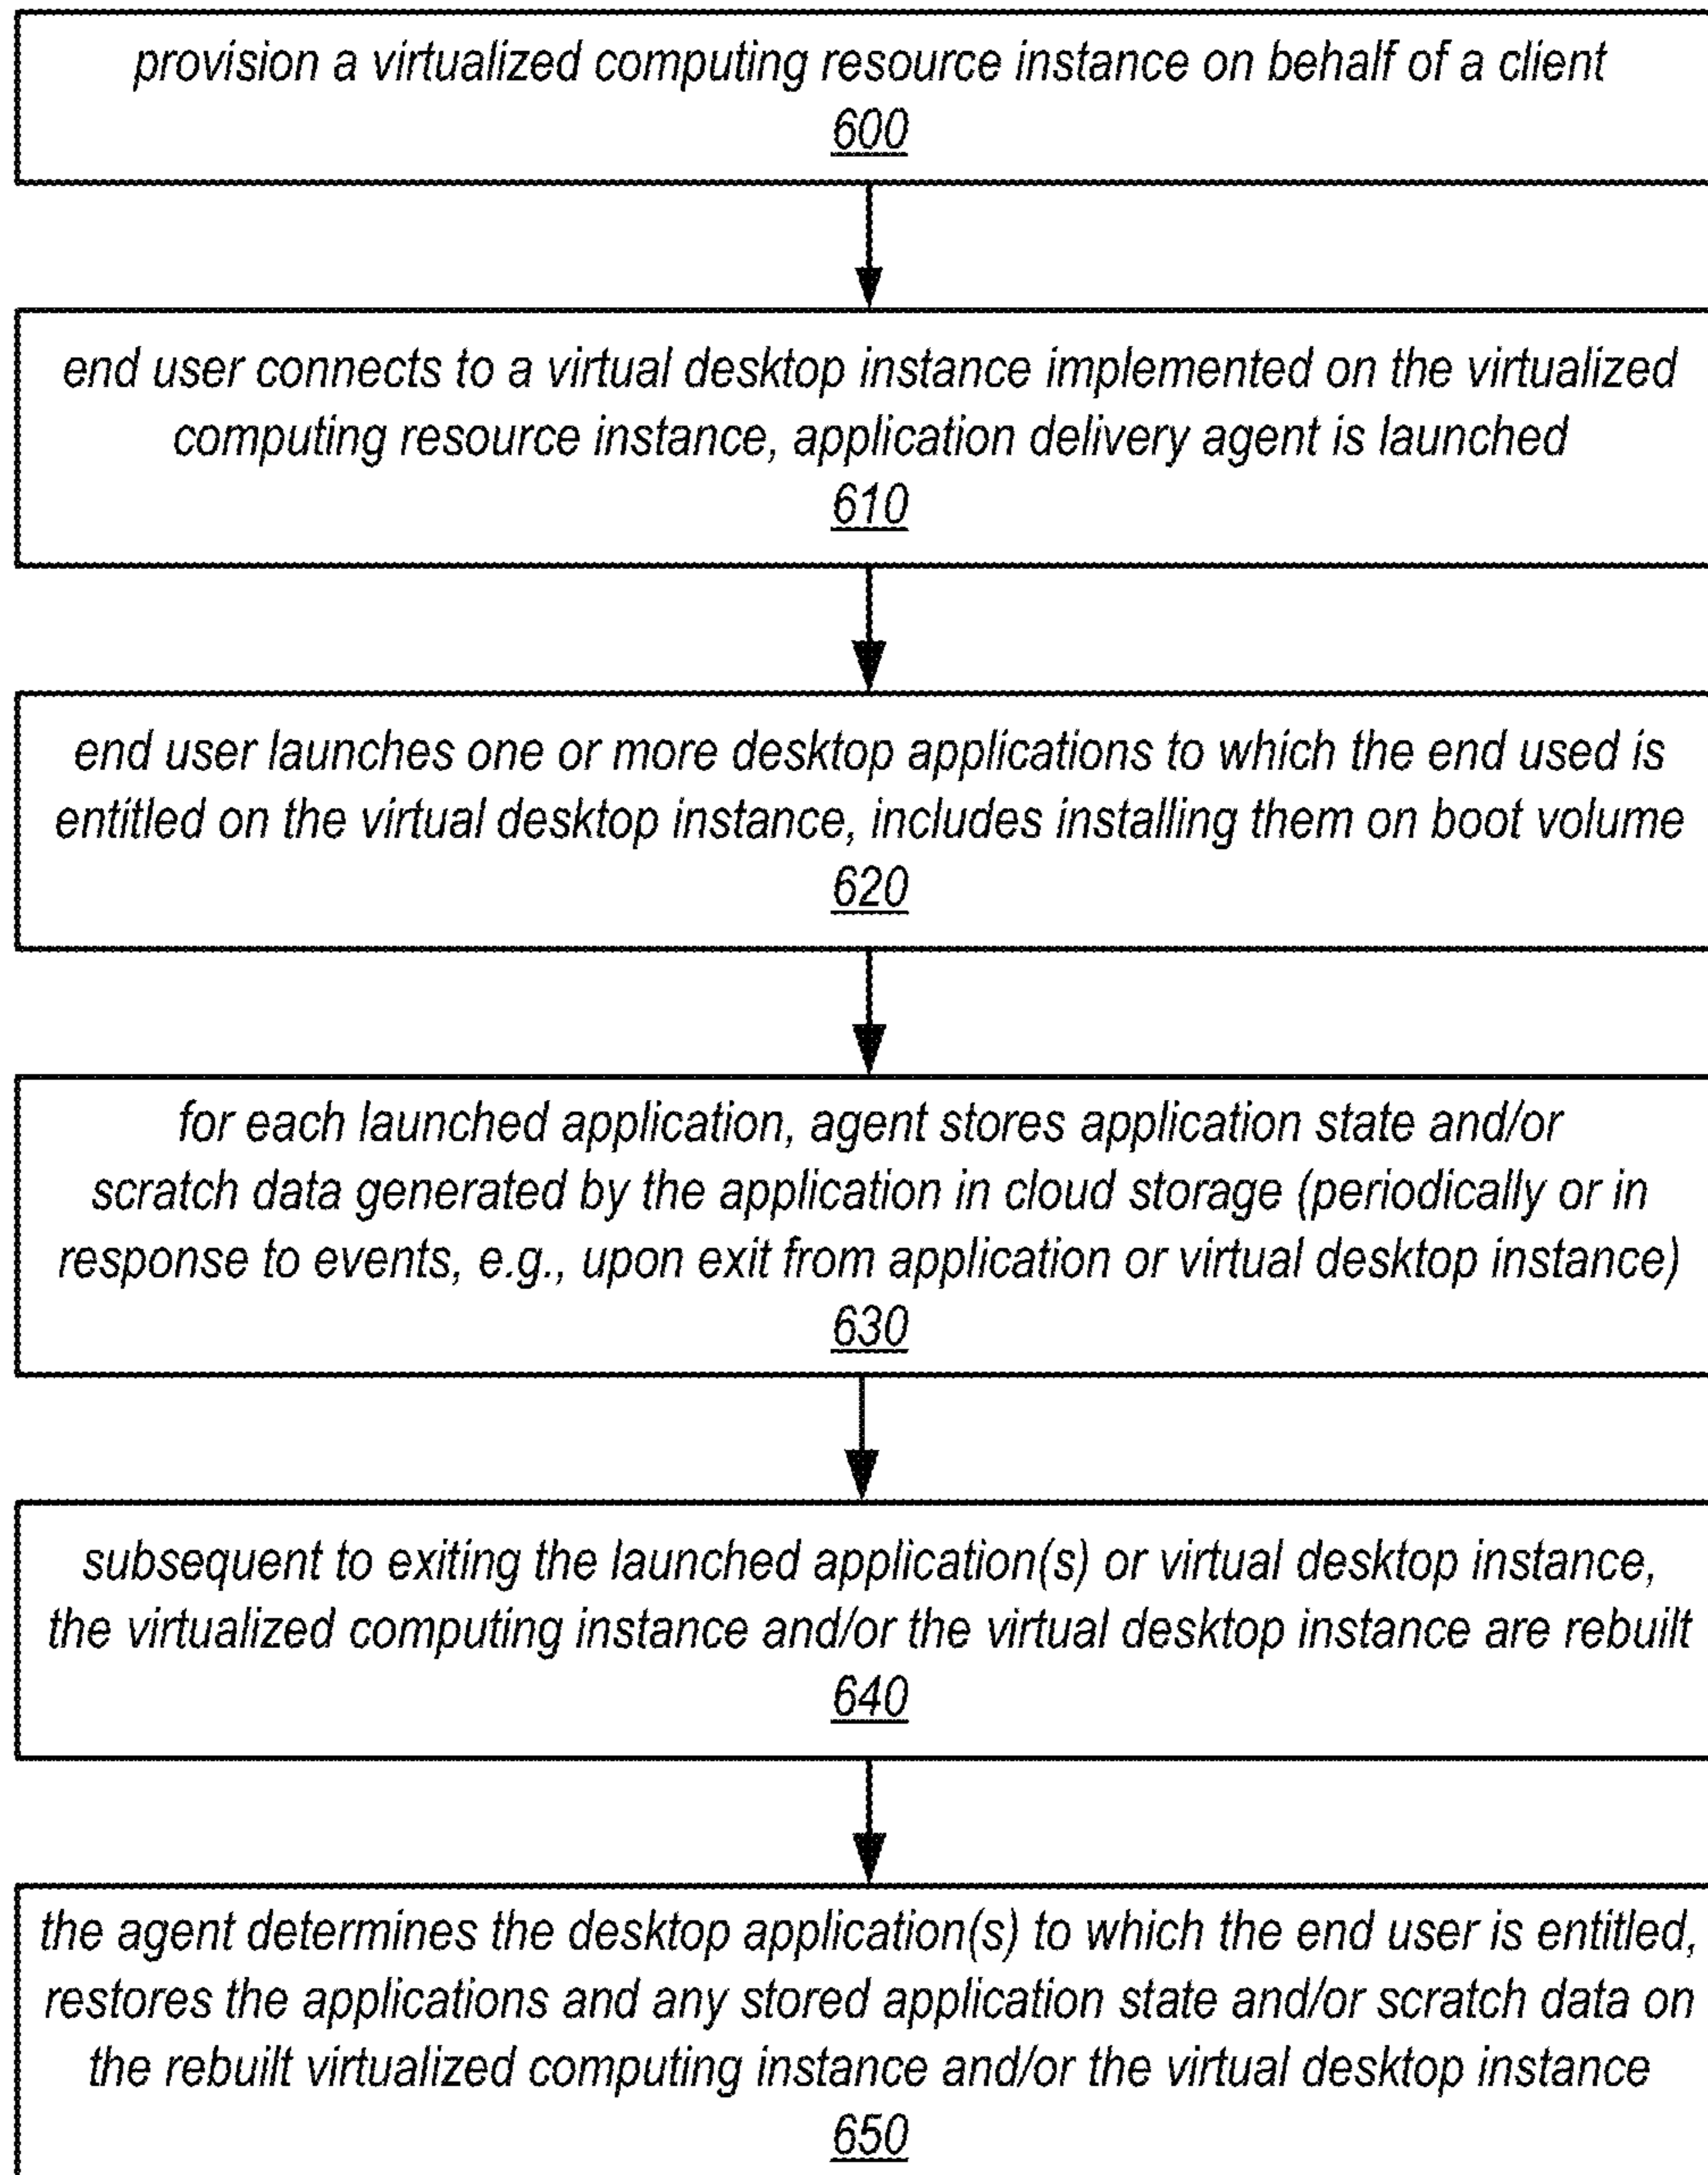 provision a virtualized computing resource instance on behalf of a client
600
end user connects to a virtual desktop instance implemented on the virtualized
computing resource instance, application delivery agent is launched
610
end user launches one or more desktop applications to which the end used is
entitled on the virtual desktop instance, includes installing them on boot volume
620
for each launched application, agent stores application state and/or
scratch data generated by the application in cloud storage (periodically or in
response to events, e.g., upon exit from application or virtual desktop instance)
630
subsequent to exiting the launched application(s) or virtual desktop instance,
the virtualized computing instance and/or the virtual desktop instance are rebuilt
640
the agent determines the desktop application(s) to which the end user is entitled,
restores the applications and any stored application state and/or scratch data on
the rebuilt virtualized computing instance and/or the virtual desktop instance
650